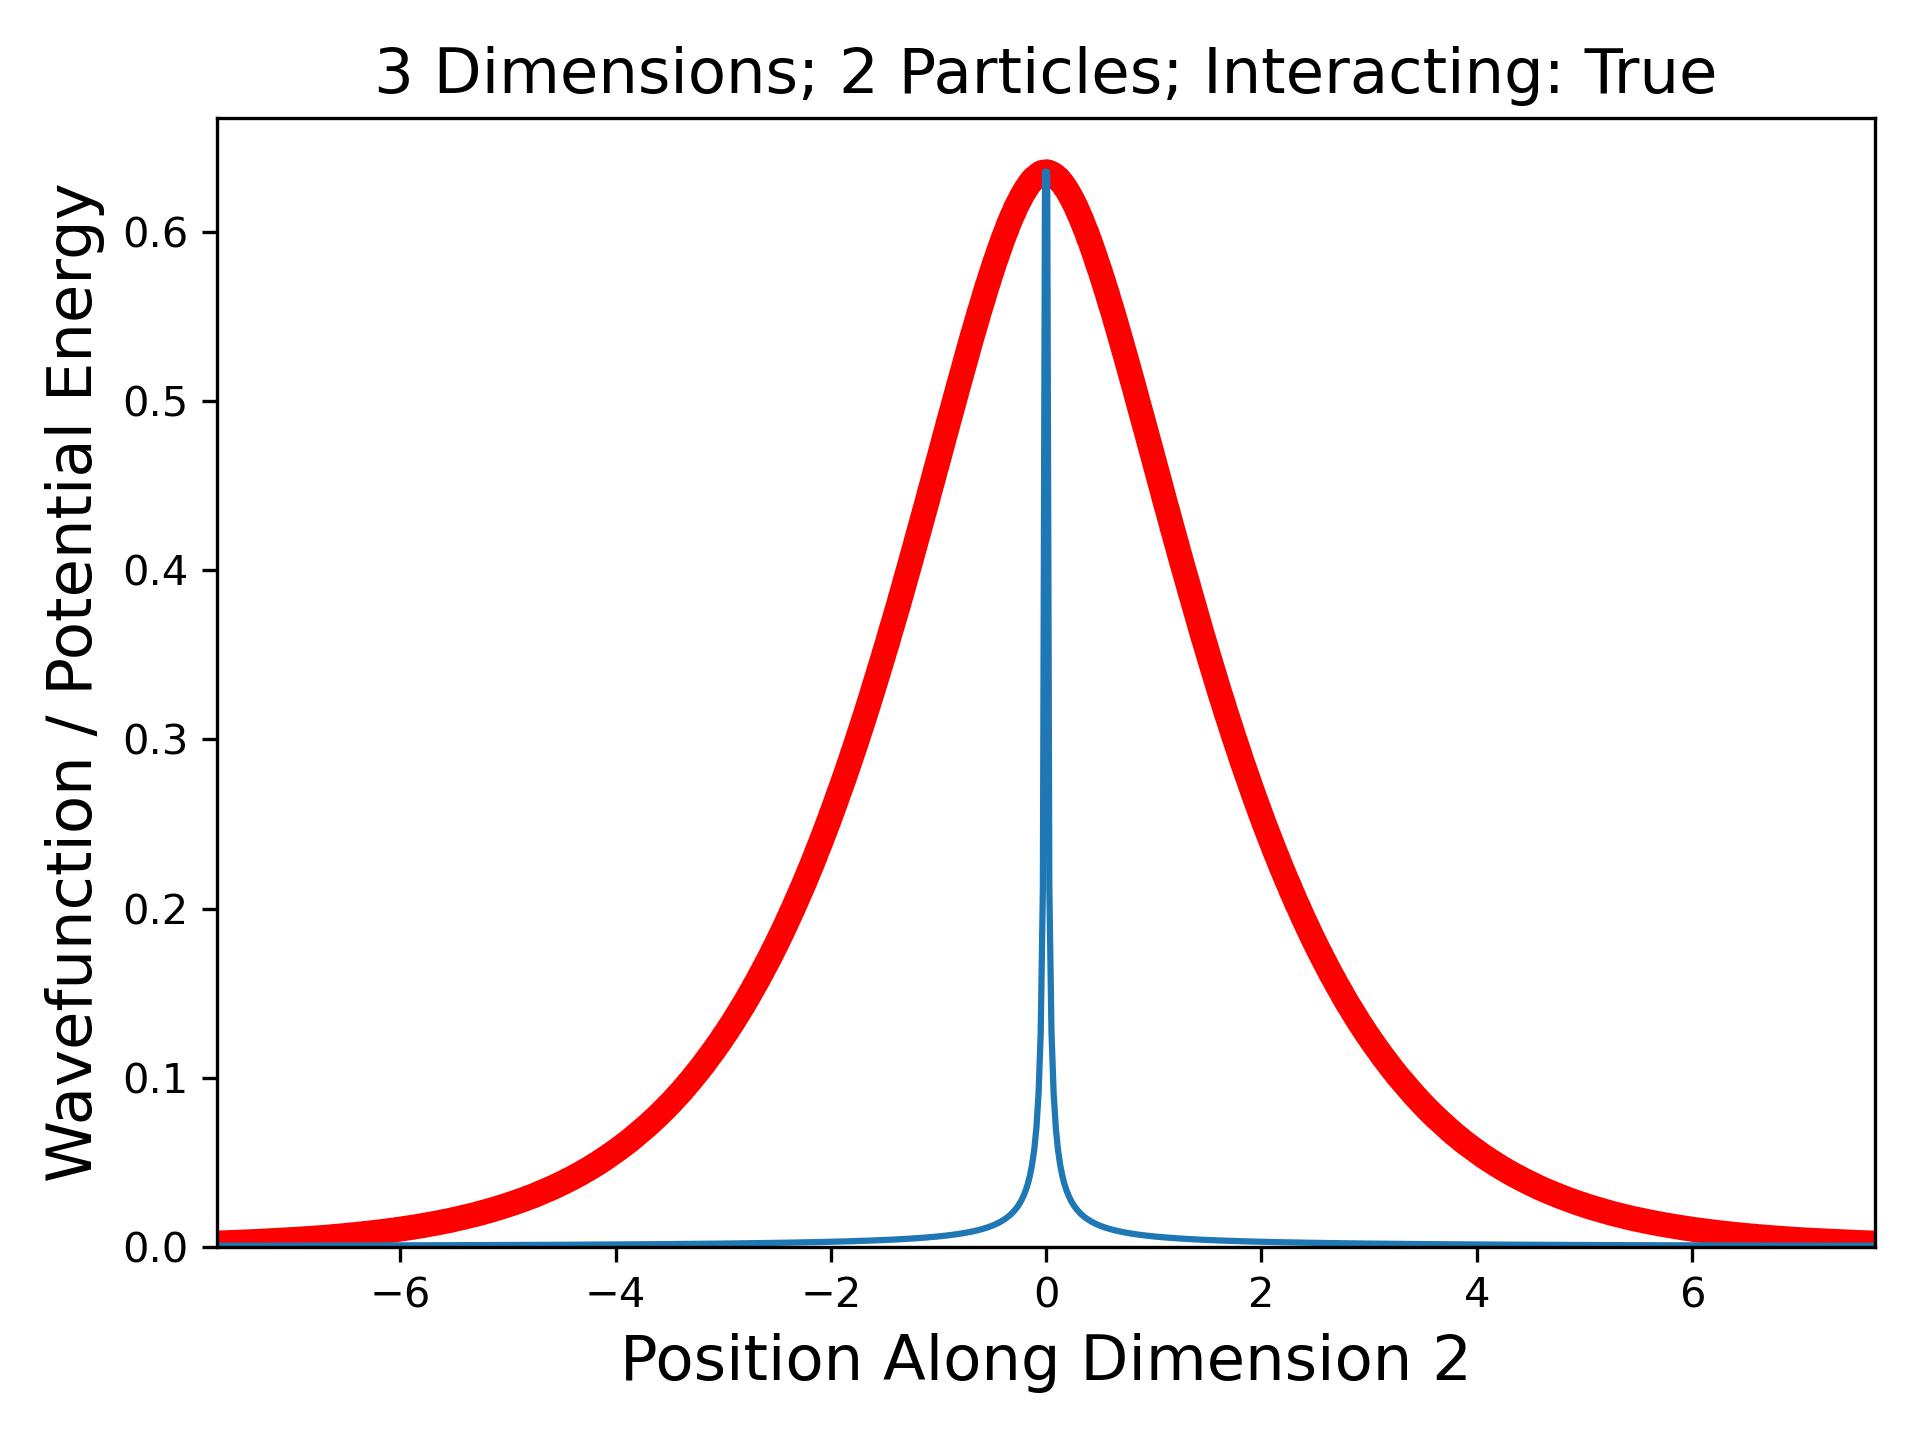 3 Dimensions; 2 Particles; Interacting: True
Wavefunction / Potential Energy
0.6
0.5
0.4
0.3
0.2
0.1
0.0
−6 −4 −2 0 2 4 6
Position Along Dimension 2